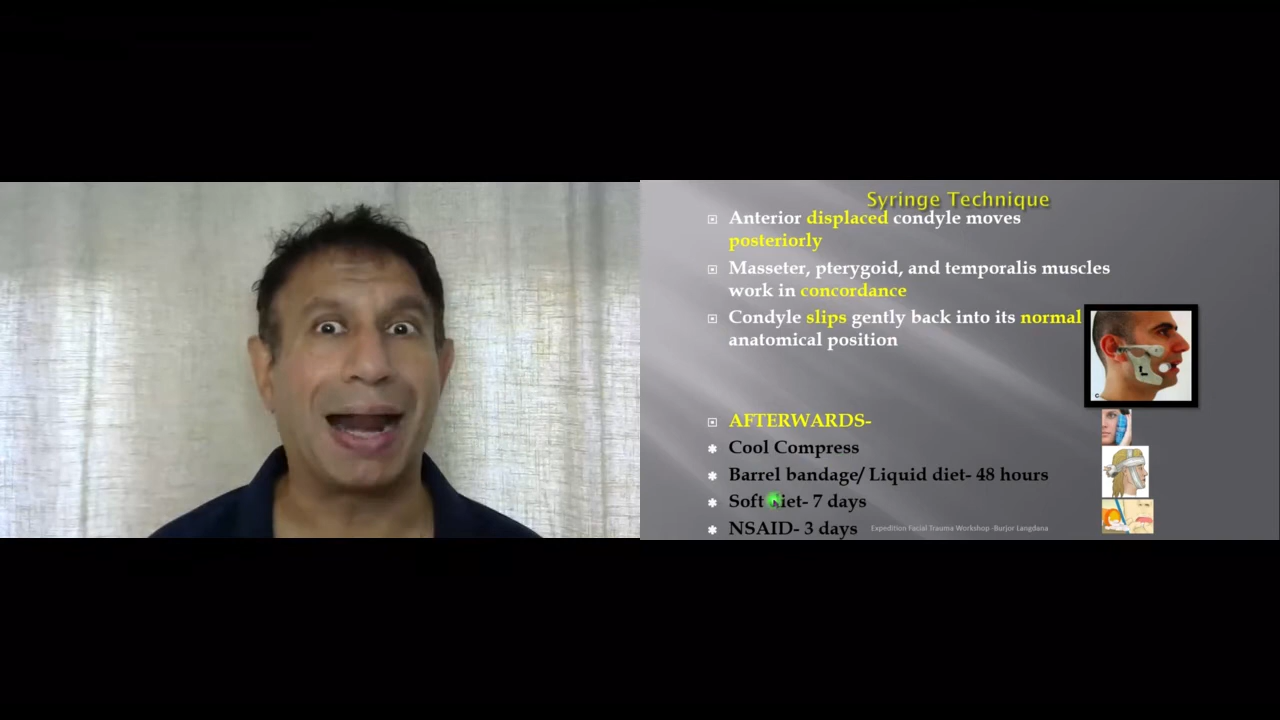 Syringe Technique
Anterior displaced condyle moves
posteriorly
Masseter, pterygoid, and temporalis muscles
work in concordance
Condyle slips gently back into its normal
anatomical position
AFTERWARDS-
Cool Compress
Barrel bandage/ Liquid diet- 48 hours
Soft diet- 7 days
NSAID- 3 days
Expedition Facial Trauma Workshop -Burjor Langdana